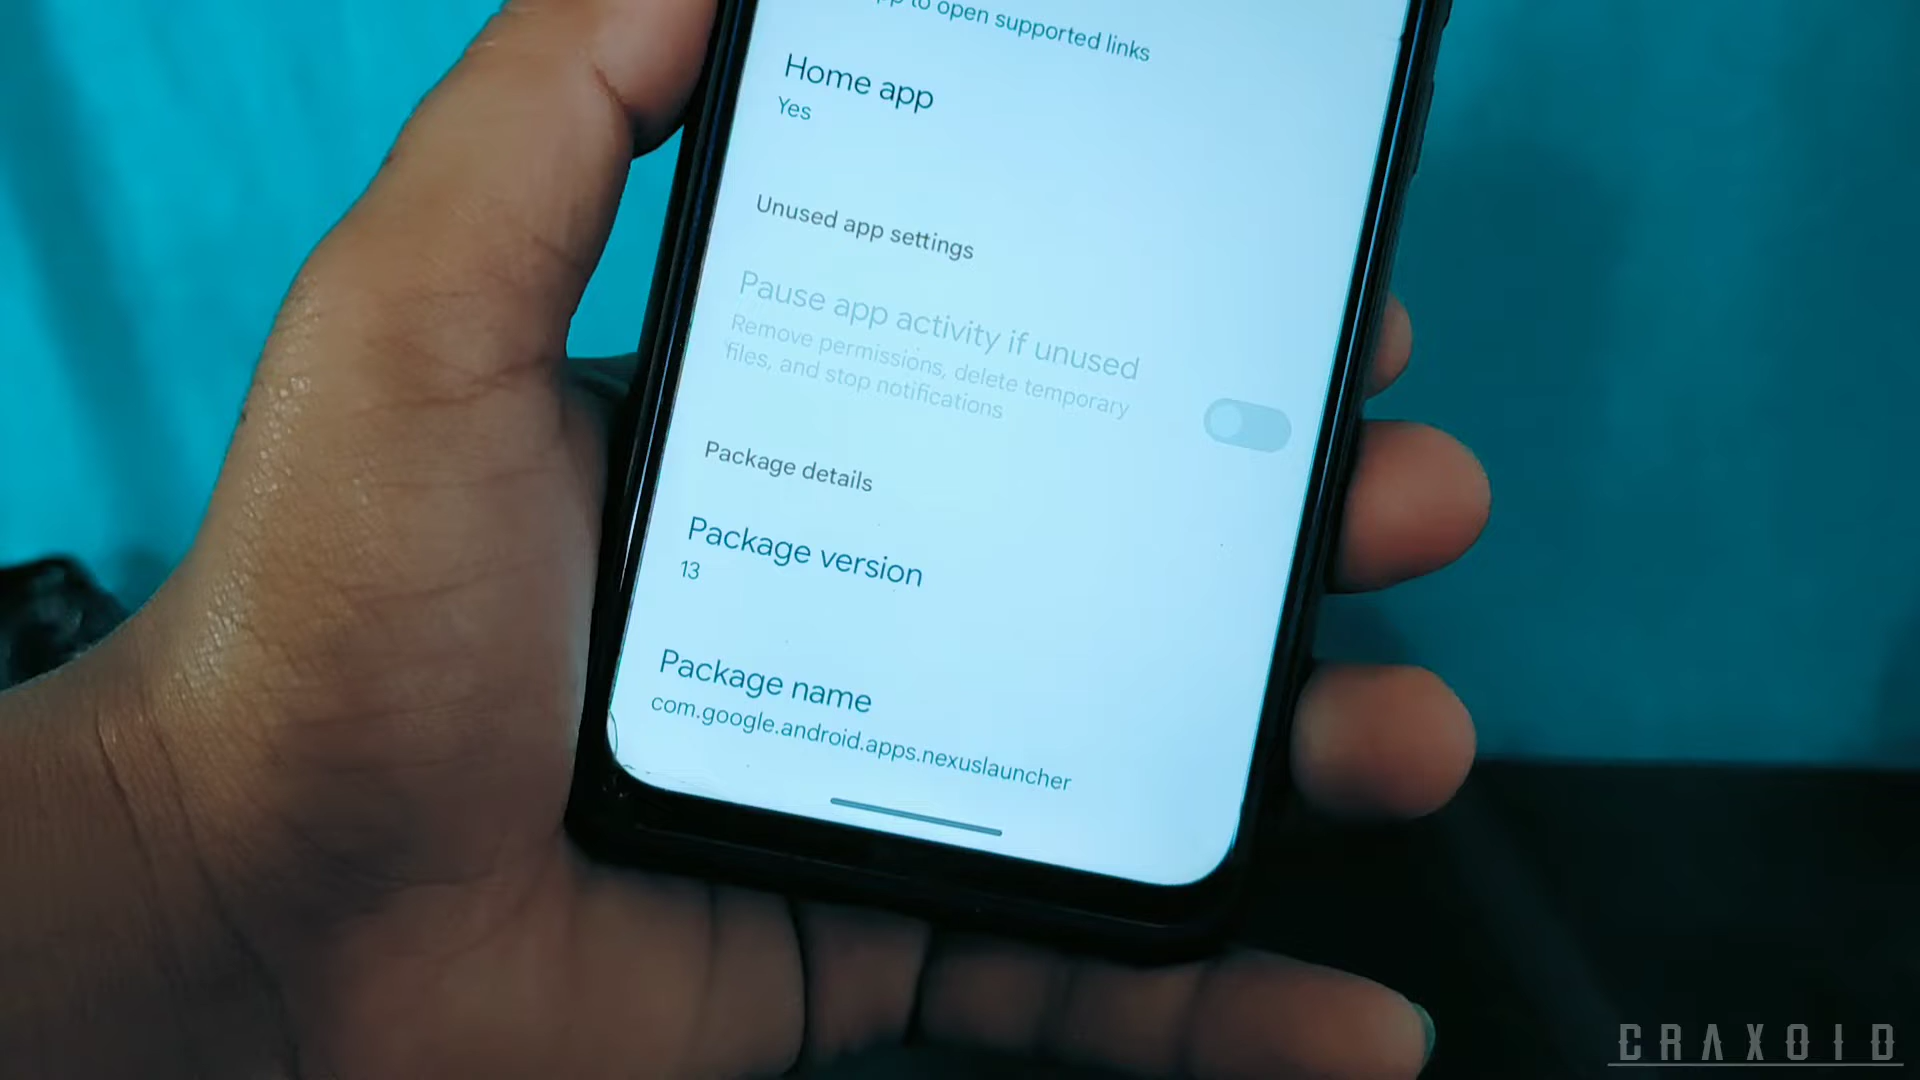 to open supported links
Home app
Yes
Unused app settings
Pause app activity if unused
Remove permissions, delete temporary
files, and stop notifications
Package details
Package version
13
Package name
com.google.android.apps.nexuslauncher
CRAXOID